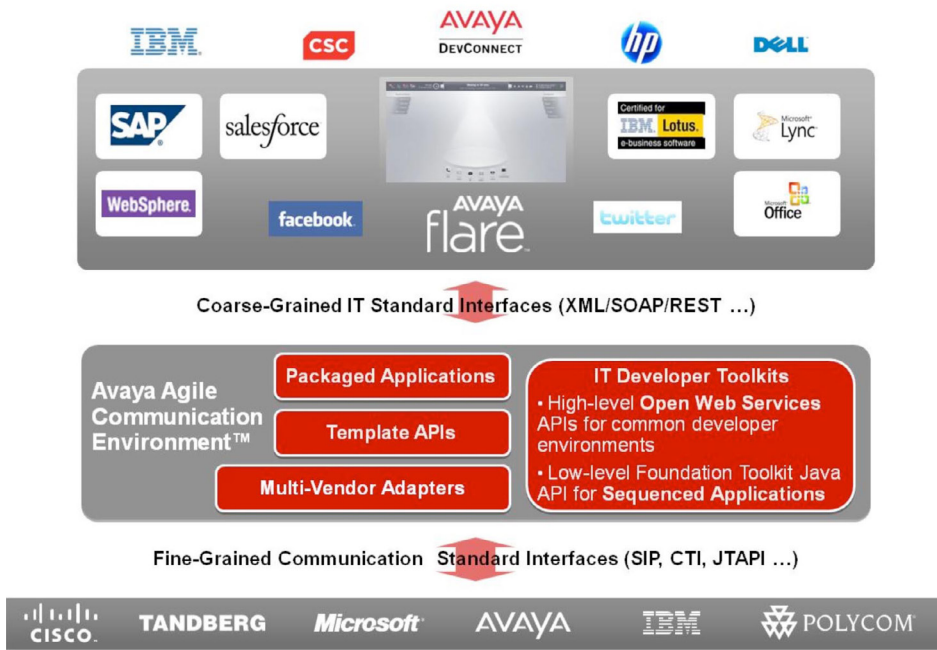 IBM.
CSC
AVAYA
DEVCONNECT
hp
DELL
SAP
salesforce
Certified for
IBM. Lotus.
e-business software
Microsoft
Lync
WebSphere.
facebook.
AVAYA
flare™
twitter
Microsoft
Office
Coarse-Grained IT Standard Interfaces (XML/SOAP/REST ...)
Avaya Agile
Communication
Environment™
Packaged Applications
Template APIs
Multi-Vendor Adapters
IT Developer Toolkits
• High-level Open Web Services
APIs for common developer
environments
• Low-level Foundation Toolkit Java
API for Sequenced Applications
Fine-Grained Communication Standard Interfaces (SIP, CTI, JTAPI ...)
CISCO.
TANDBERG
Microsoft
AVAYA
IBM
POLYCOM